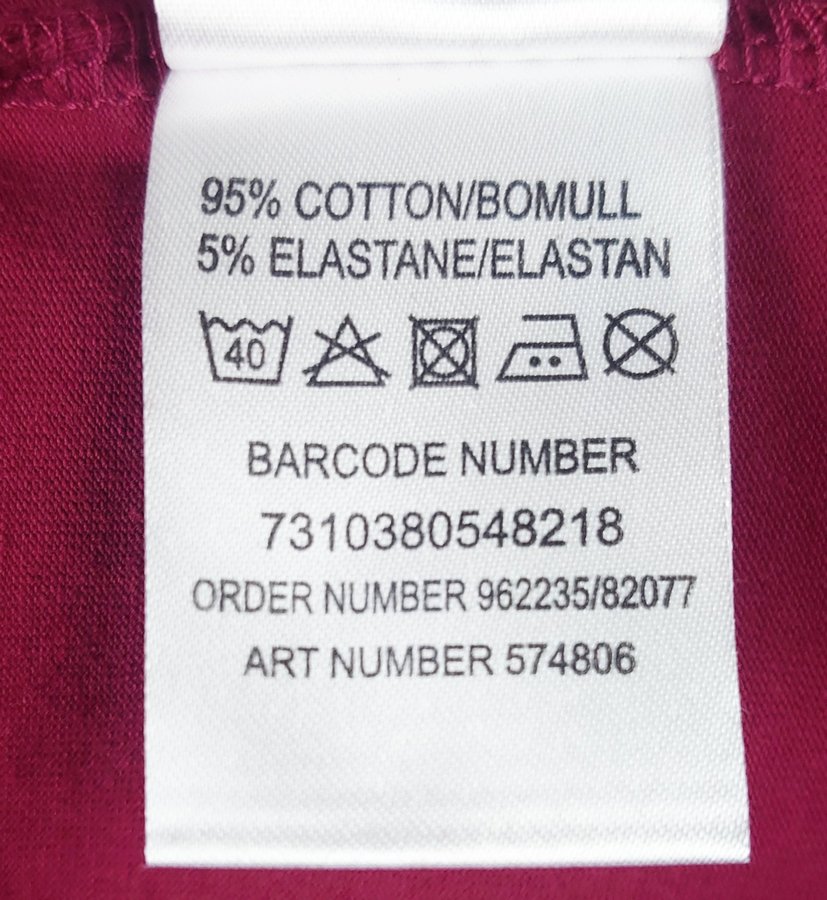 95% COTTON/BOMULL
5% ELASTANE/ELASTAN
40
BARCODE NUMBER
7310380548218
ORDER NUMBER 962235/82077
ART NUMBER 574806